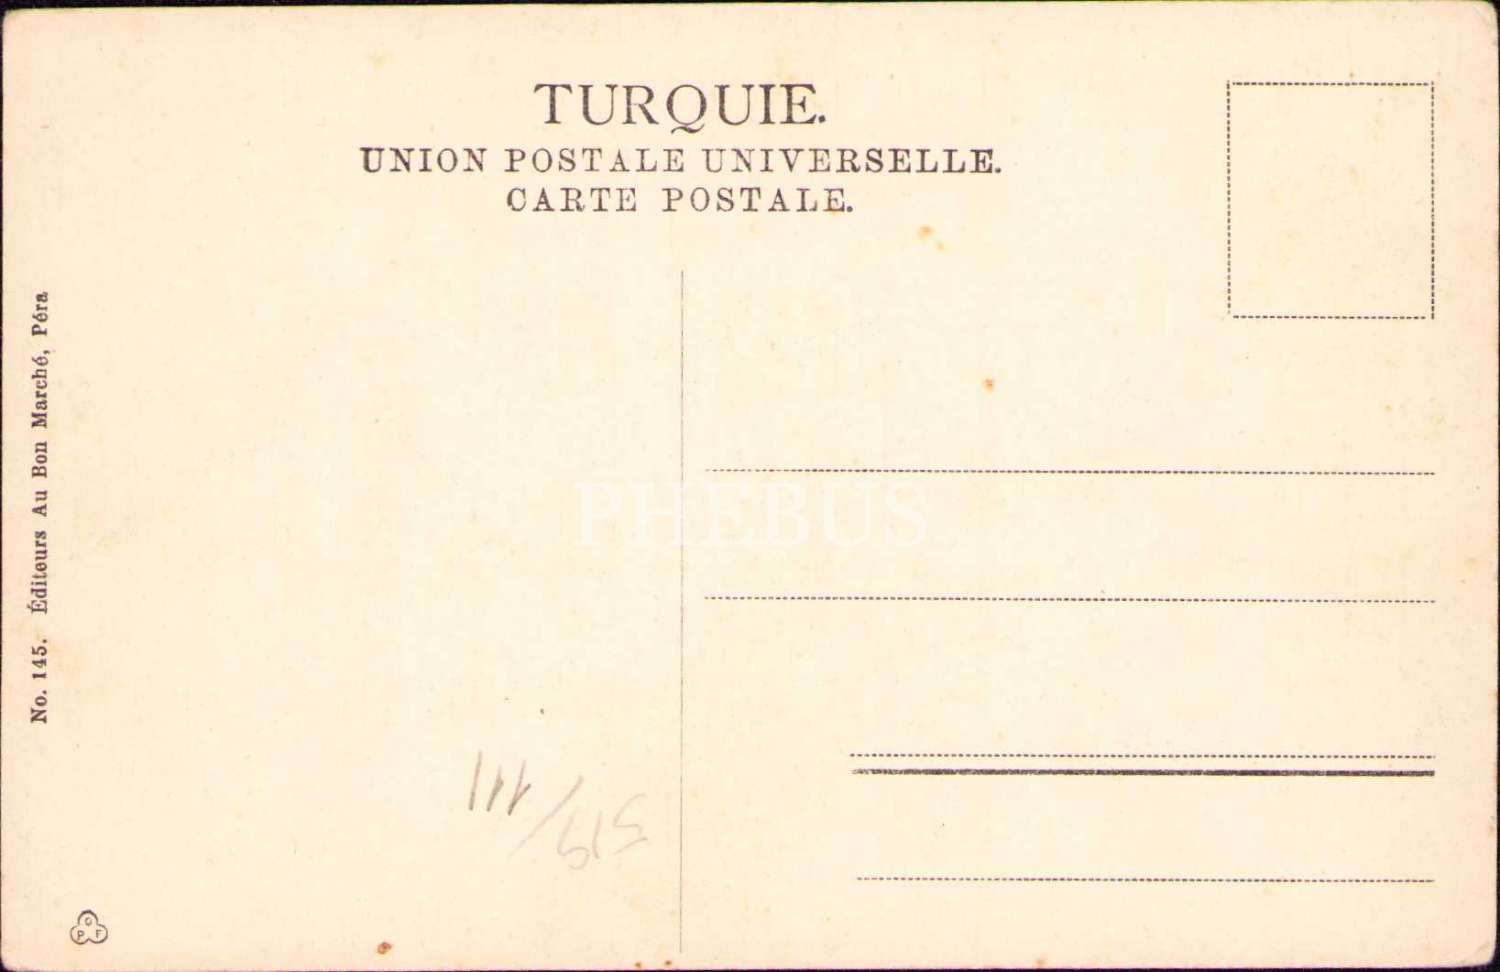 TURQUIE.
UNION POSTALE UNIVERSELLE.
CARTE POSTALE.
No. 145. Éditeurs Au Bon Marché, Péra
PHEBUS
O
P F